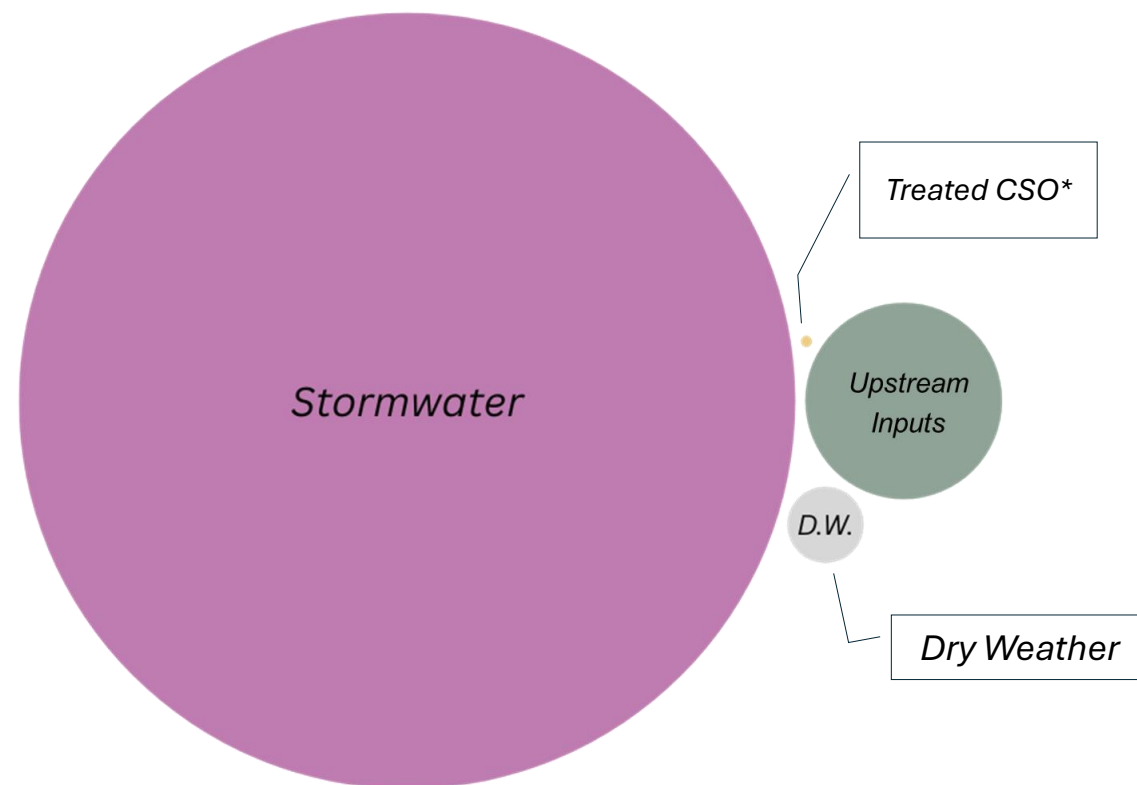 Treated CSO*
Stormwater
Upstream
Inputs
D.W.
Dry Weather